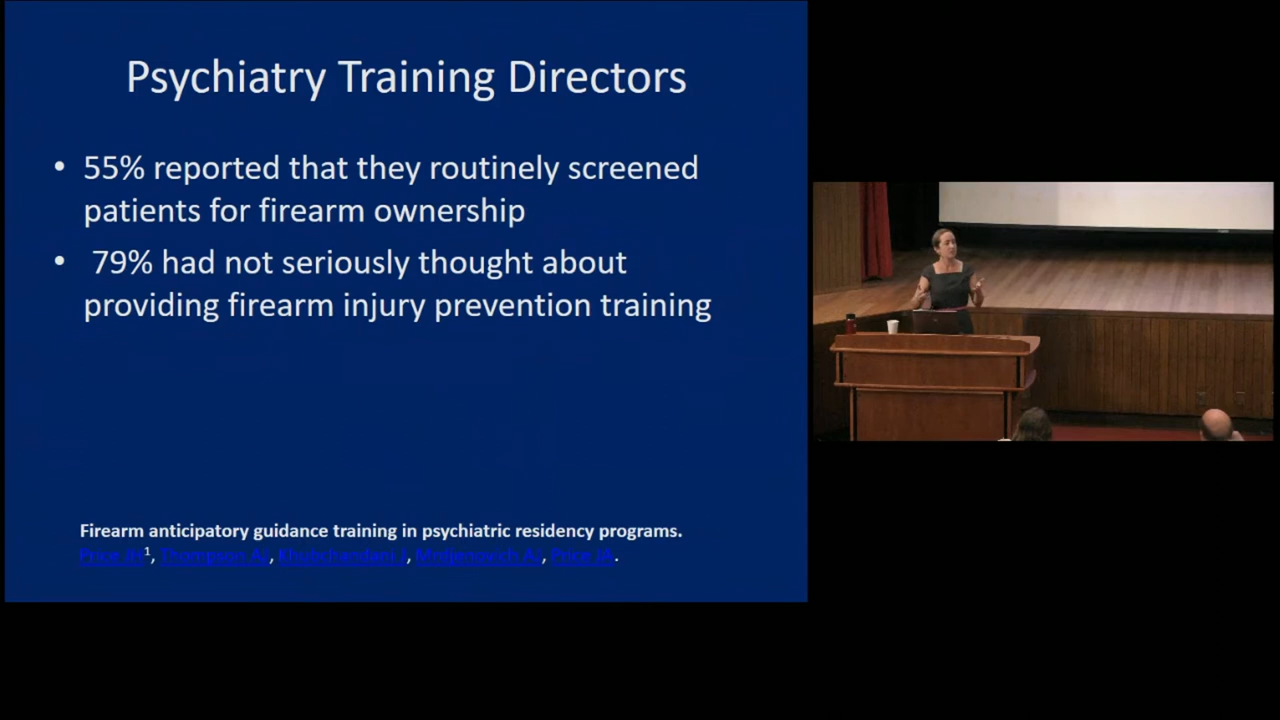 Psychiatry Training Directors
• 55% reported that they routinely screened
patients for firearm ownership
• 79% had not seriously thought about
providing firearm injury prevention training
Firearm anticipatory guidance training in psychiatric residency programs.
Price JH1, Thompson AJ, Khubchandani J, Mrdjenovich AJ, Price JA.